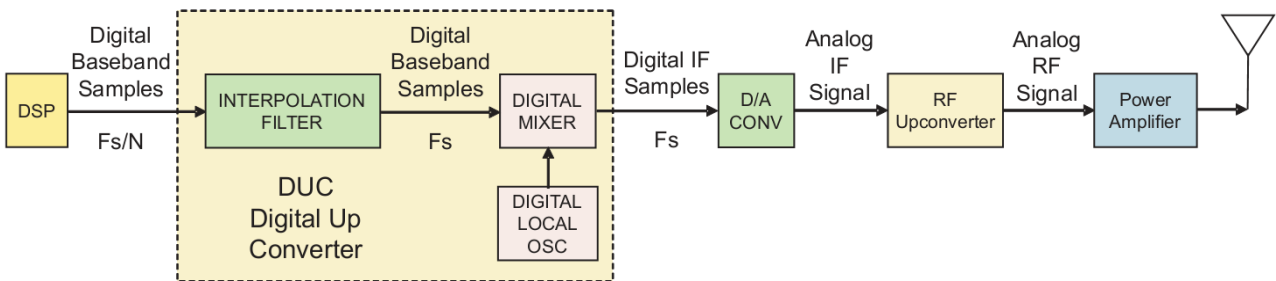 DSP
Digital
Baseband
Samples
Fs/N
INTERPOLATION
FILTER
Digital
Baseband
Samples
Fs
DIGITAL
MIXER
DIGITAL
LOCAL
OSC
DUC
Digital Up
Converter
Digital IF
Samples
Fs
D/A
CONV
Analog
IF
Signal
RF
Upconverter
Analog
RF
Signal
Power
Amplifier